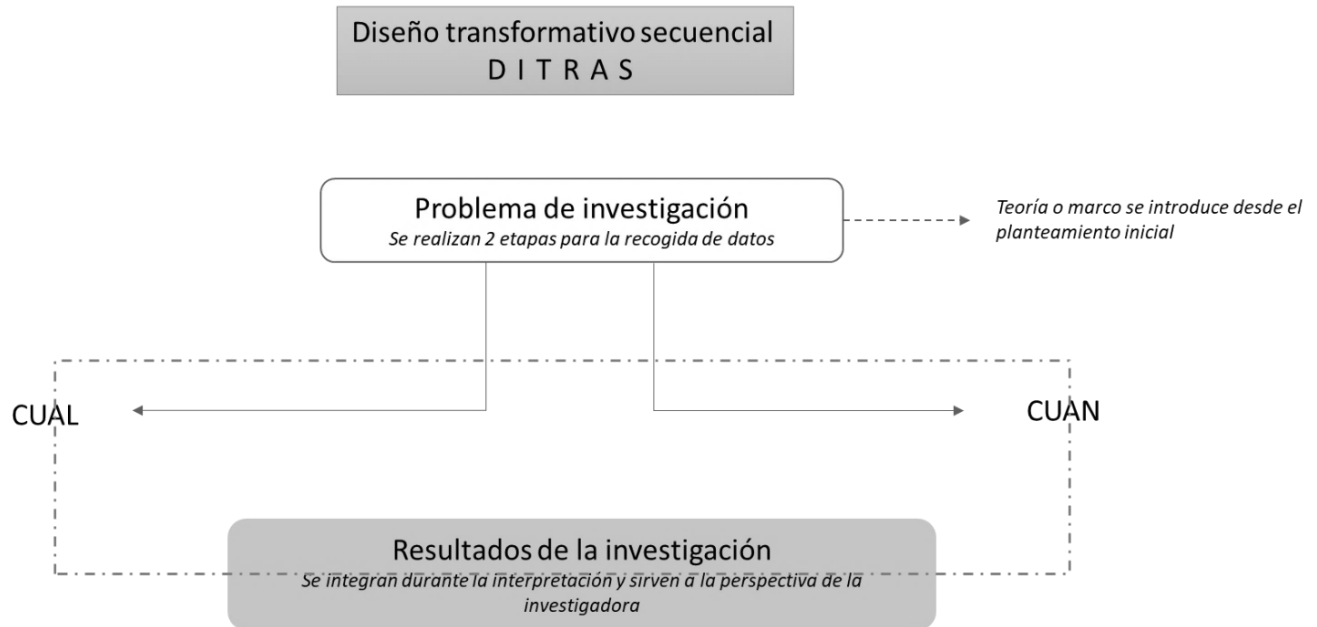 Diseño transformativo secuencial
D I T R A S
Problema de investigación
Se realizan 2 etapas para la recogida de datos
Teoría o marco se introduce desde el
planteamiento inicial
CUAL
CUAN
Resultados de la investigación
Se integran durante la interpretación y sirven a la perspectiva de la
investigadora